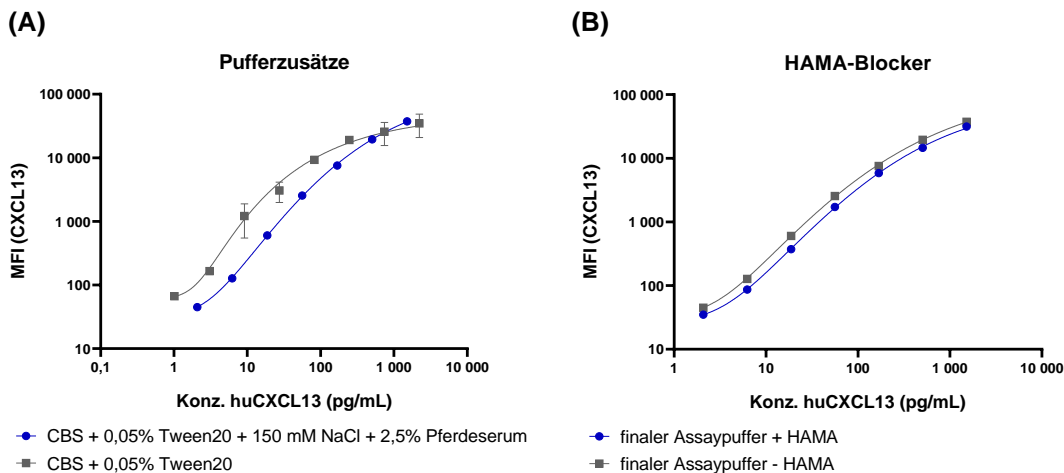 (A)
Pufferzusätze
100 000
10 000
1 000
100
10
MFI (CXCL13)
0,1
1
10
100
1 000
10 000
Konz. huCXCL13 (pg/mL)
CBS + 0,05% Tween20 + 150 mM NaCl + 2,5% Pferdeserum
CBS + 0,05% Tween20
(B)
HAMA-Blocker
100 000
10 000
1 000
100
10
MFI (CXCL13)
1
10
100
1 000
10 000
Konz. huCXCL13 (pg/mL)
finaler Assaypuffer + HAMA
finaler Assaypuffer - HAMA